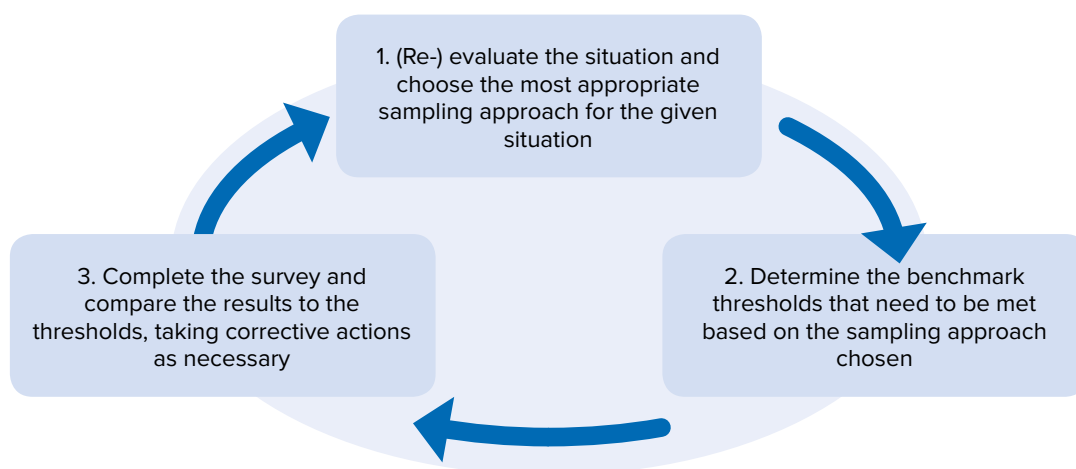 1. (Re-) evaluate the situation and
choose the most appropriate
sampling approach for the given
situation
2. Determine the benchmark
thresholds that need to be met
based on the sampling approach
chosen
3. Complete the survey and
compare the results to the
thresholds, taking corrective actions
as necessary